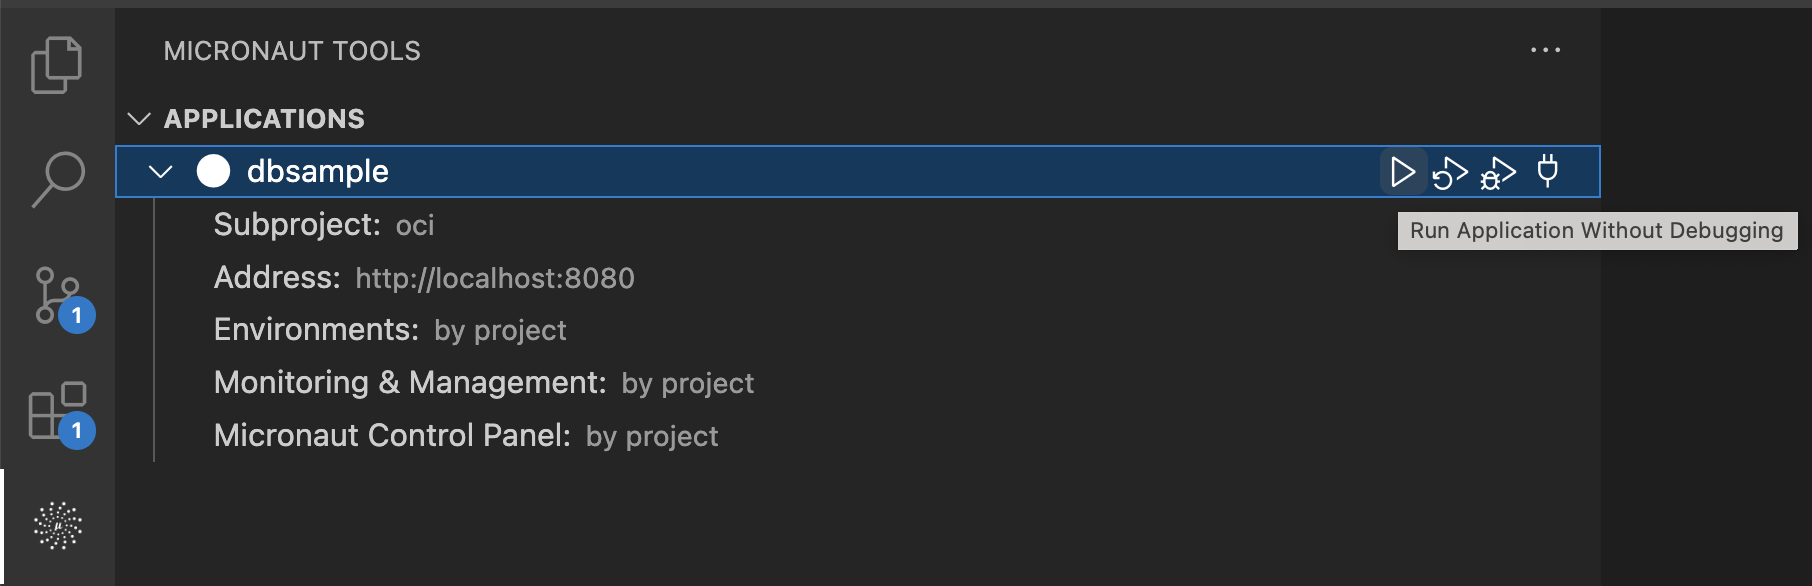 MICRONAUT TOOLS
APPLICATIONS
dbsample
Subproject: oci
Run Application Without Debugging
Address: http://localhost:8080
Environments: by project
1
Monitoring & Management: by project
1
Micronaut Control Panel: by project
μ